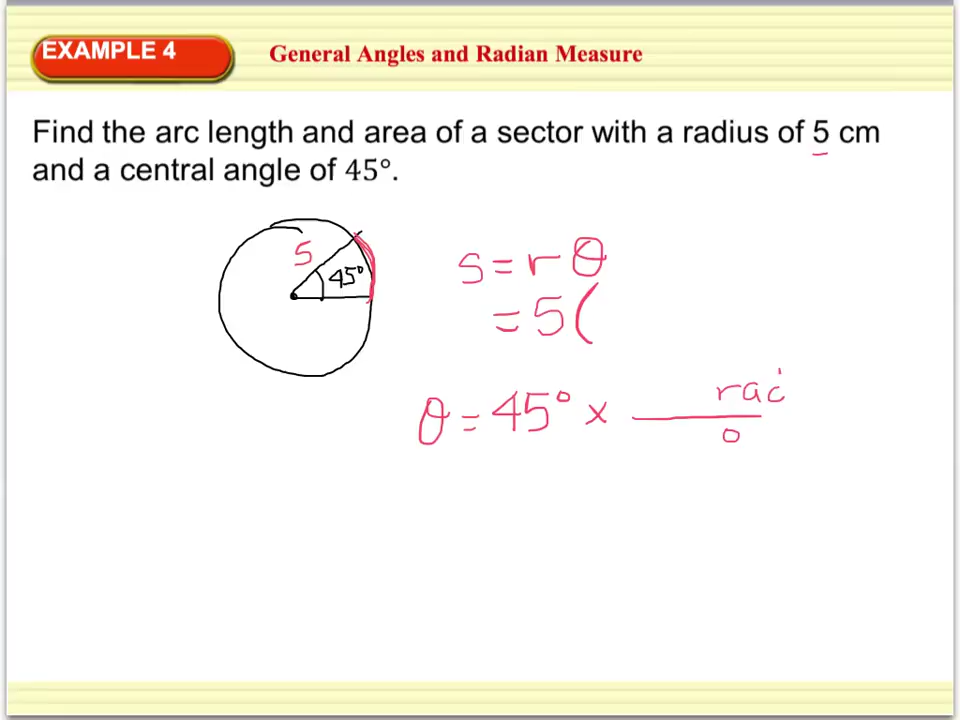 EXAMPLE 4
General Angles and Radian Measure
Find the arc length and area of a sector with a radius of 5 cm
and a central angle of 45°.
5
45°
s = r θ
= 5 (
θ = 45° × rad
°